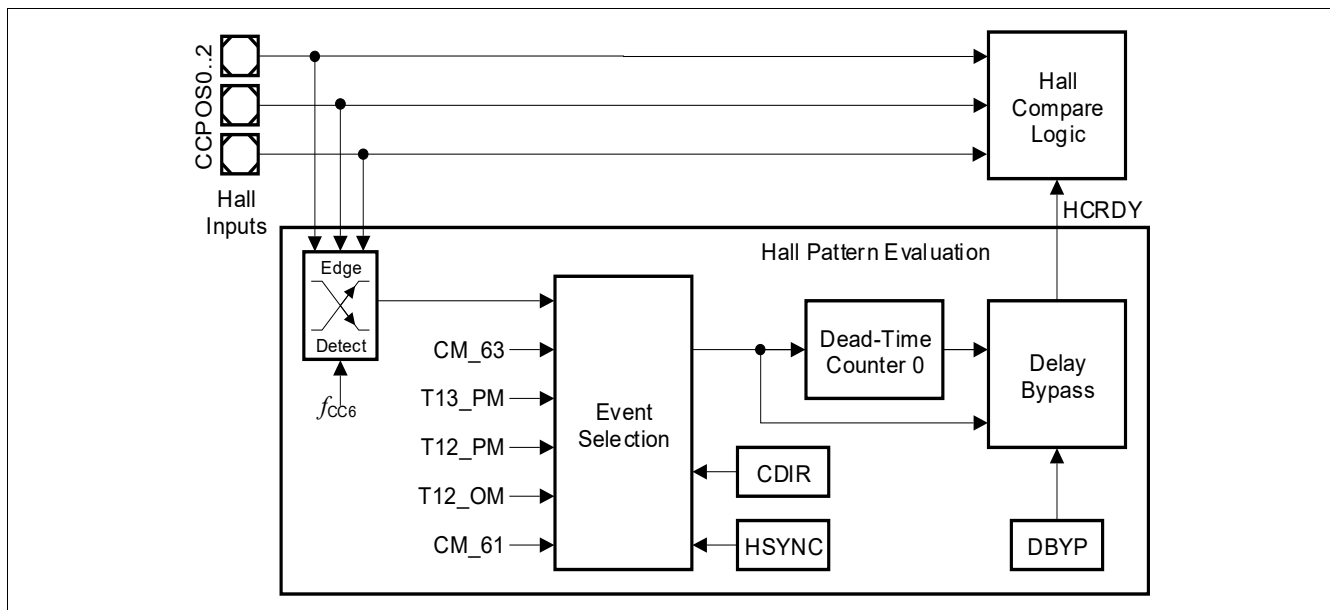 CCPOS0..2
Hall
Inputs
Hall
Compare
Logic
HCRDY
Hall Pattern Evaluation
Edge
Detect
fCC6
CM_63
T13_PM
T12_PM
T12_OM
CM_61
Event
Selection
Dead-Time
Counter 0
Delay
Bypass
CDIR
HSYNC
DBYP